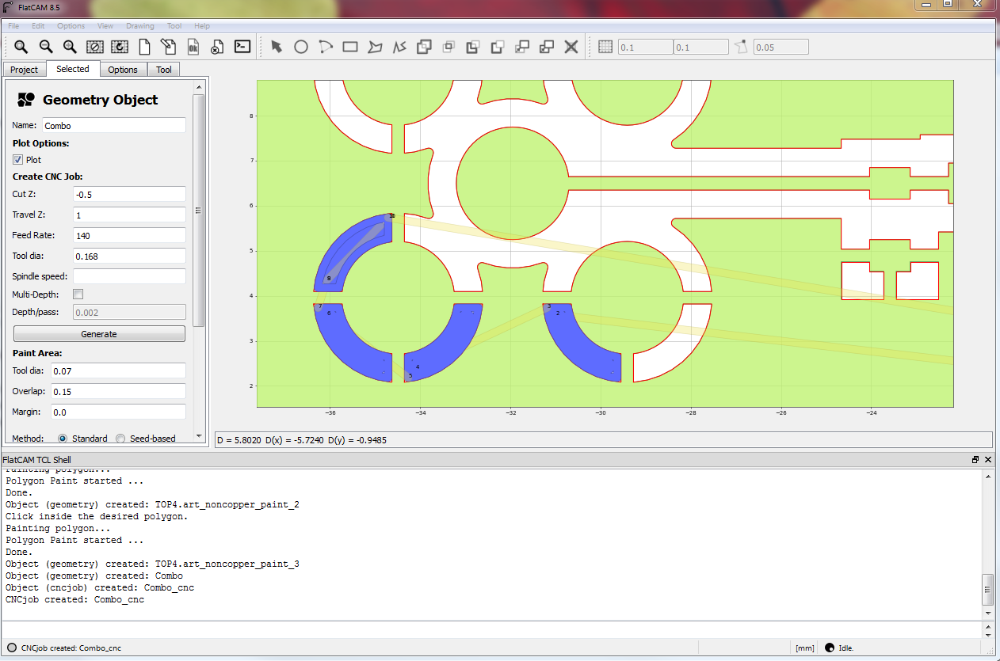 FlatCAM 8.5
File Edit Options View Drawing Tool Help
Ok
0.1 0.1 0.05
Project Selected Options Tool
Geometry Object
Name: Combo
Plot Options:
Plot
Create CNC Job:
Cut Z: -0.5
Travel Z: 1
Feed Rate: 140
Tool dia: 0.168
Spindle speed:
Multi-Depth:
Depth/pass: 0.002
Generate
Paint Area:
Tool dia: 0.07
Overlap: 0.15
Margin: 0.0
Method: Standard Seed-based
8
7
6
5
4
3
2
10
9
7
6
3
2
4
5
−36 −34 −32 −30 −28 −26 −24
D = 5.8020 D(x) = -5.7240 D(y) = -0.9485
FlatCAM TCL Shell
Painting polygon...
Polygon Paint started ...
Done.
Object (geometry) created: TOP4.art_noncopper_paint_2
Click inside the desired polygon.
Painting polygon...
Polygon Paint started ...
Done.
Object (geometry) created: TOP4.art_noncopper_paint_3
Object (geometry) created: Combo
Object (cncjob) created: Combo_cnc
CNCjob created: Combo_cnc
CNCjob created: Combo_cnc [mm] Idle.